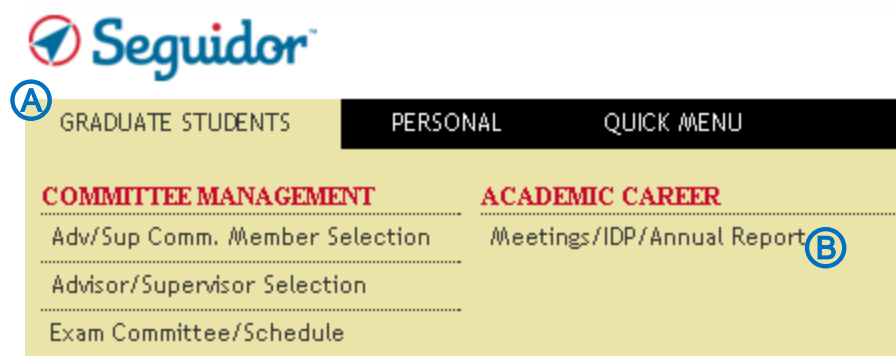 Seguidor™
A
GRADUATE STUDENTS PERSONAL QUICK MENU
COMMITTEE MANAGEMENT ACADEMIC CAREER
Adv/Sup Comm. Member Selection Meetings/IDP/Annual Report B
Advisor/Supervisor Selection
Exam Committee/Schedule